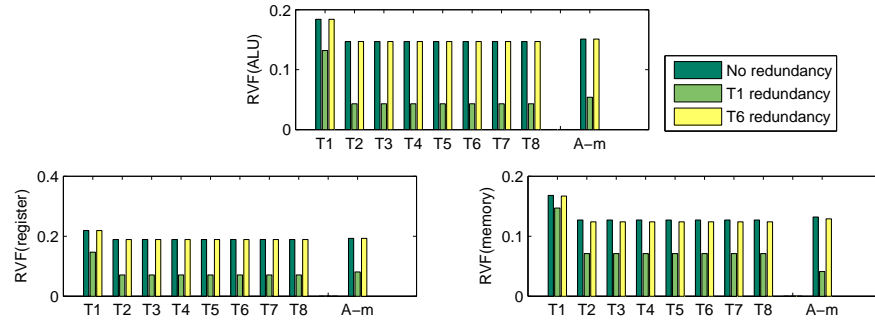 0.2
0.1
0
RVF(ALU)
T1 T2 T3 T4 T5 T6 T7 T8 A−m
No redundancy
T1 redundancy
T6 redundancy
0.4
0.2
0
RVF(register)
T1 T2 T3 T4 T5 T6 T7 T8 A−m
0.2
0.1
0
RVF(memory)
T1 T2 T3 T4 T5 T6 T7 T8 A−m